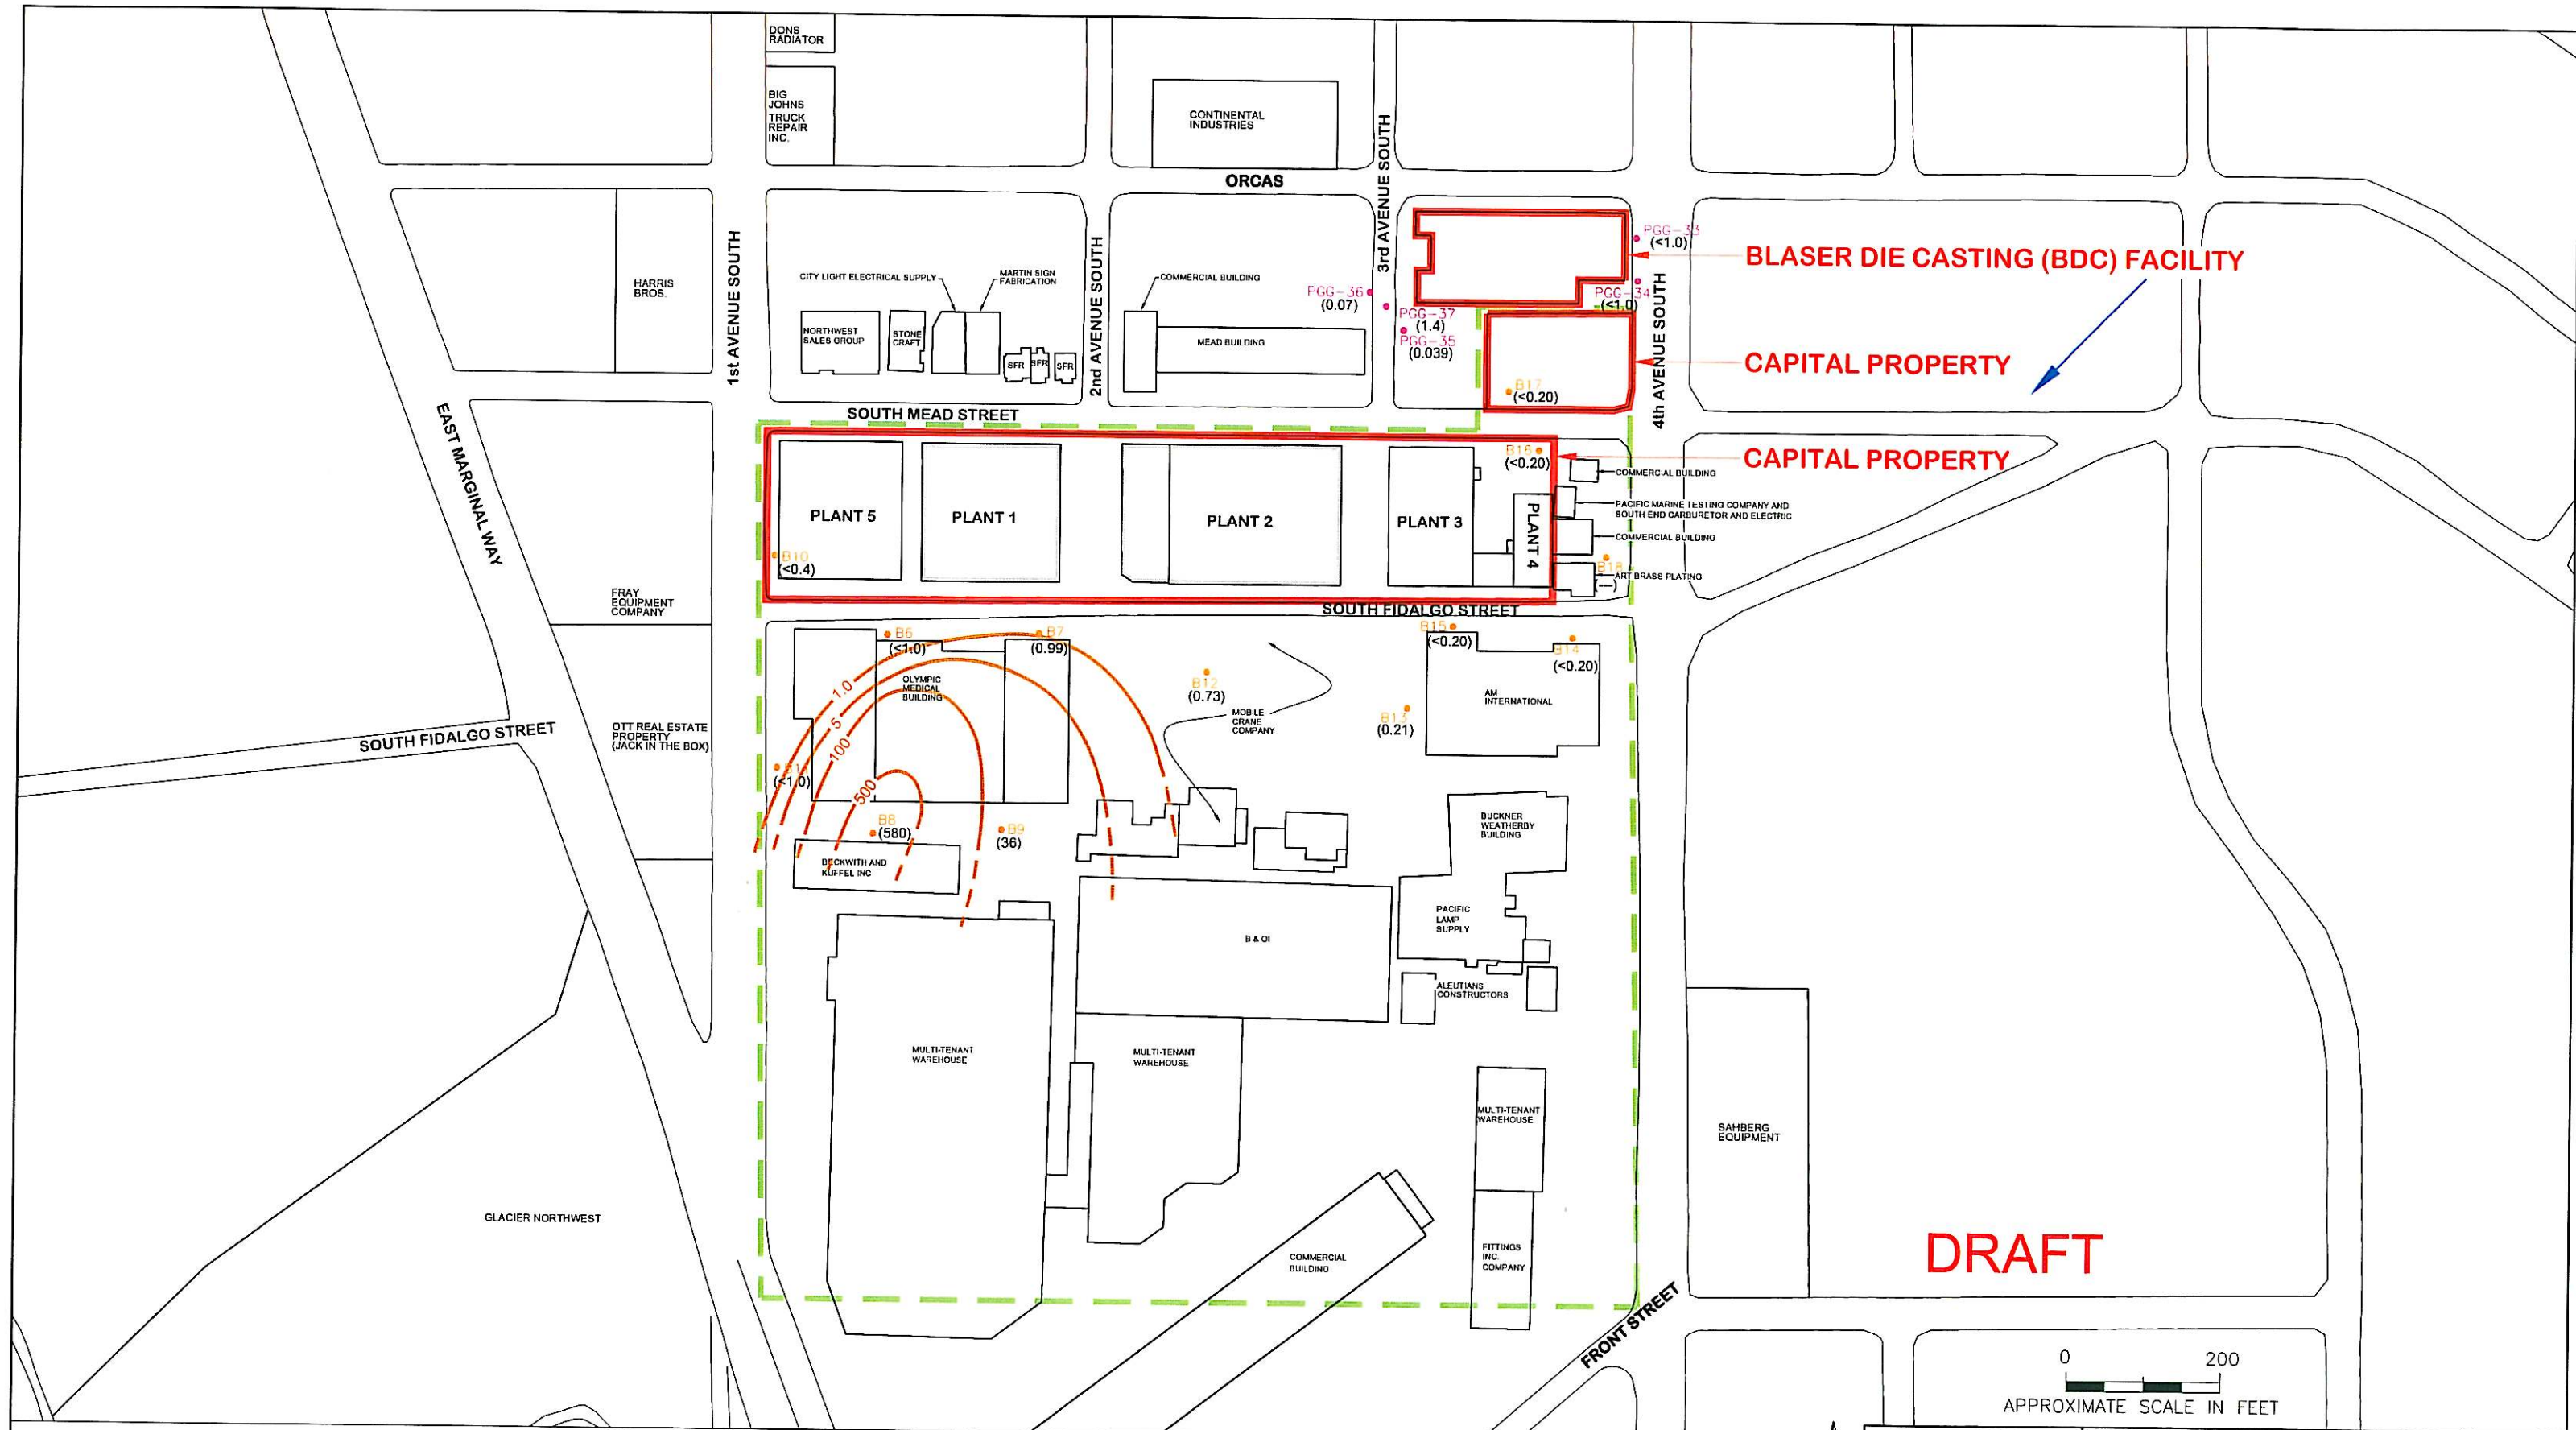 DONS
RADIATOR
BIG
JOHNS
TRUCK
REPAIR
INC.
CONTINENTAL
INDUSTRIES
ORCAS
3rd AVENUE SOUTH
1st AVENUE SOUTH
2nd AVENUE SOUTH
4th AVENUE SOUTH
HARRIS
BROS.
CITY LIGHT ELECTRICAL SUPPLY
MARTIN SIGN
FABRICATION
COMMERCIAL BUILDING
NORTHWEST
SALES GROUP
STONE
CRAFT
SFR
SFR
SFR
MEAD BUILDING
PGG-36
(0.07)
PGG-37
(1.4)
PGG-35
(0.039)
PGG-33
(<1.0)
PGG-34
(<1.0)
BLASER DIE CASTING (BDC) FACILITY
CAPITAL PROPERTY
B17
(<0.20)
SOUTH MEAD STREET
EAST MARGINAL WAY
CAPITAL PROPERTY
B16
(<0.20)
PLANT 5
PLANT 1
PLANT 2
PLANT 3
PLANT 4
COMMERCIAL BUILDING
PACIFIC MARINE TESTING COMPANY AND
SOUTH END CARBURETOR AND ELECTRIC
COMMERCIAL BUILDING
B10
(<0.4)
B18
(—)
ART BRASS PLATING
FRAY
EQUIPMENT
COMPANY
SOUTH FIDALGO STREET
B6
(<1.0)
B7
(0.99)
B15
(<0.20)
B14
(<0.20)
OLYMPIC
MEDICAL
BUILDING
1.0
5
100
500
B12
(0.73)
MOBILE
CRANE
COMPANY
B13
(0.21)
AM
INTERNATIONAL
OTT REAL ESTATE
PROPERTY
(JACK IN THE BOX)
SOUTH FIDALGO STREET
(<1.0)
B8
(580)
B9
(36)
BECKWITH AND
KUFFEL INC
BUCKNER
WEATHERBY
BUILDING
PACIFIC
LAMP
SUPPLY
B & OI
ALEUTIANS
CONSTRUCTORS
MULTI-TENANT
WAREHOUSE
MULTI-TENANT
WAREHOUSE
MULTI-TENANT
WAREHOUSE
SAHBERG
EQUIPMENT
GLACIER NORTHWEST
COMMERCIAL
BUILDING
FITTINGS
INC.
COMPANY
FRONT STREET
DRAFT
0 200
APPROXIMATE SCALE IN FEET